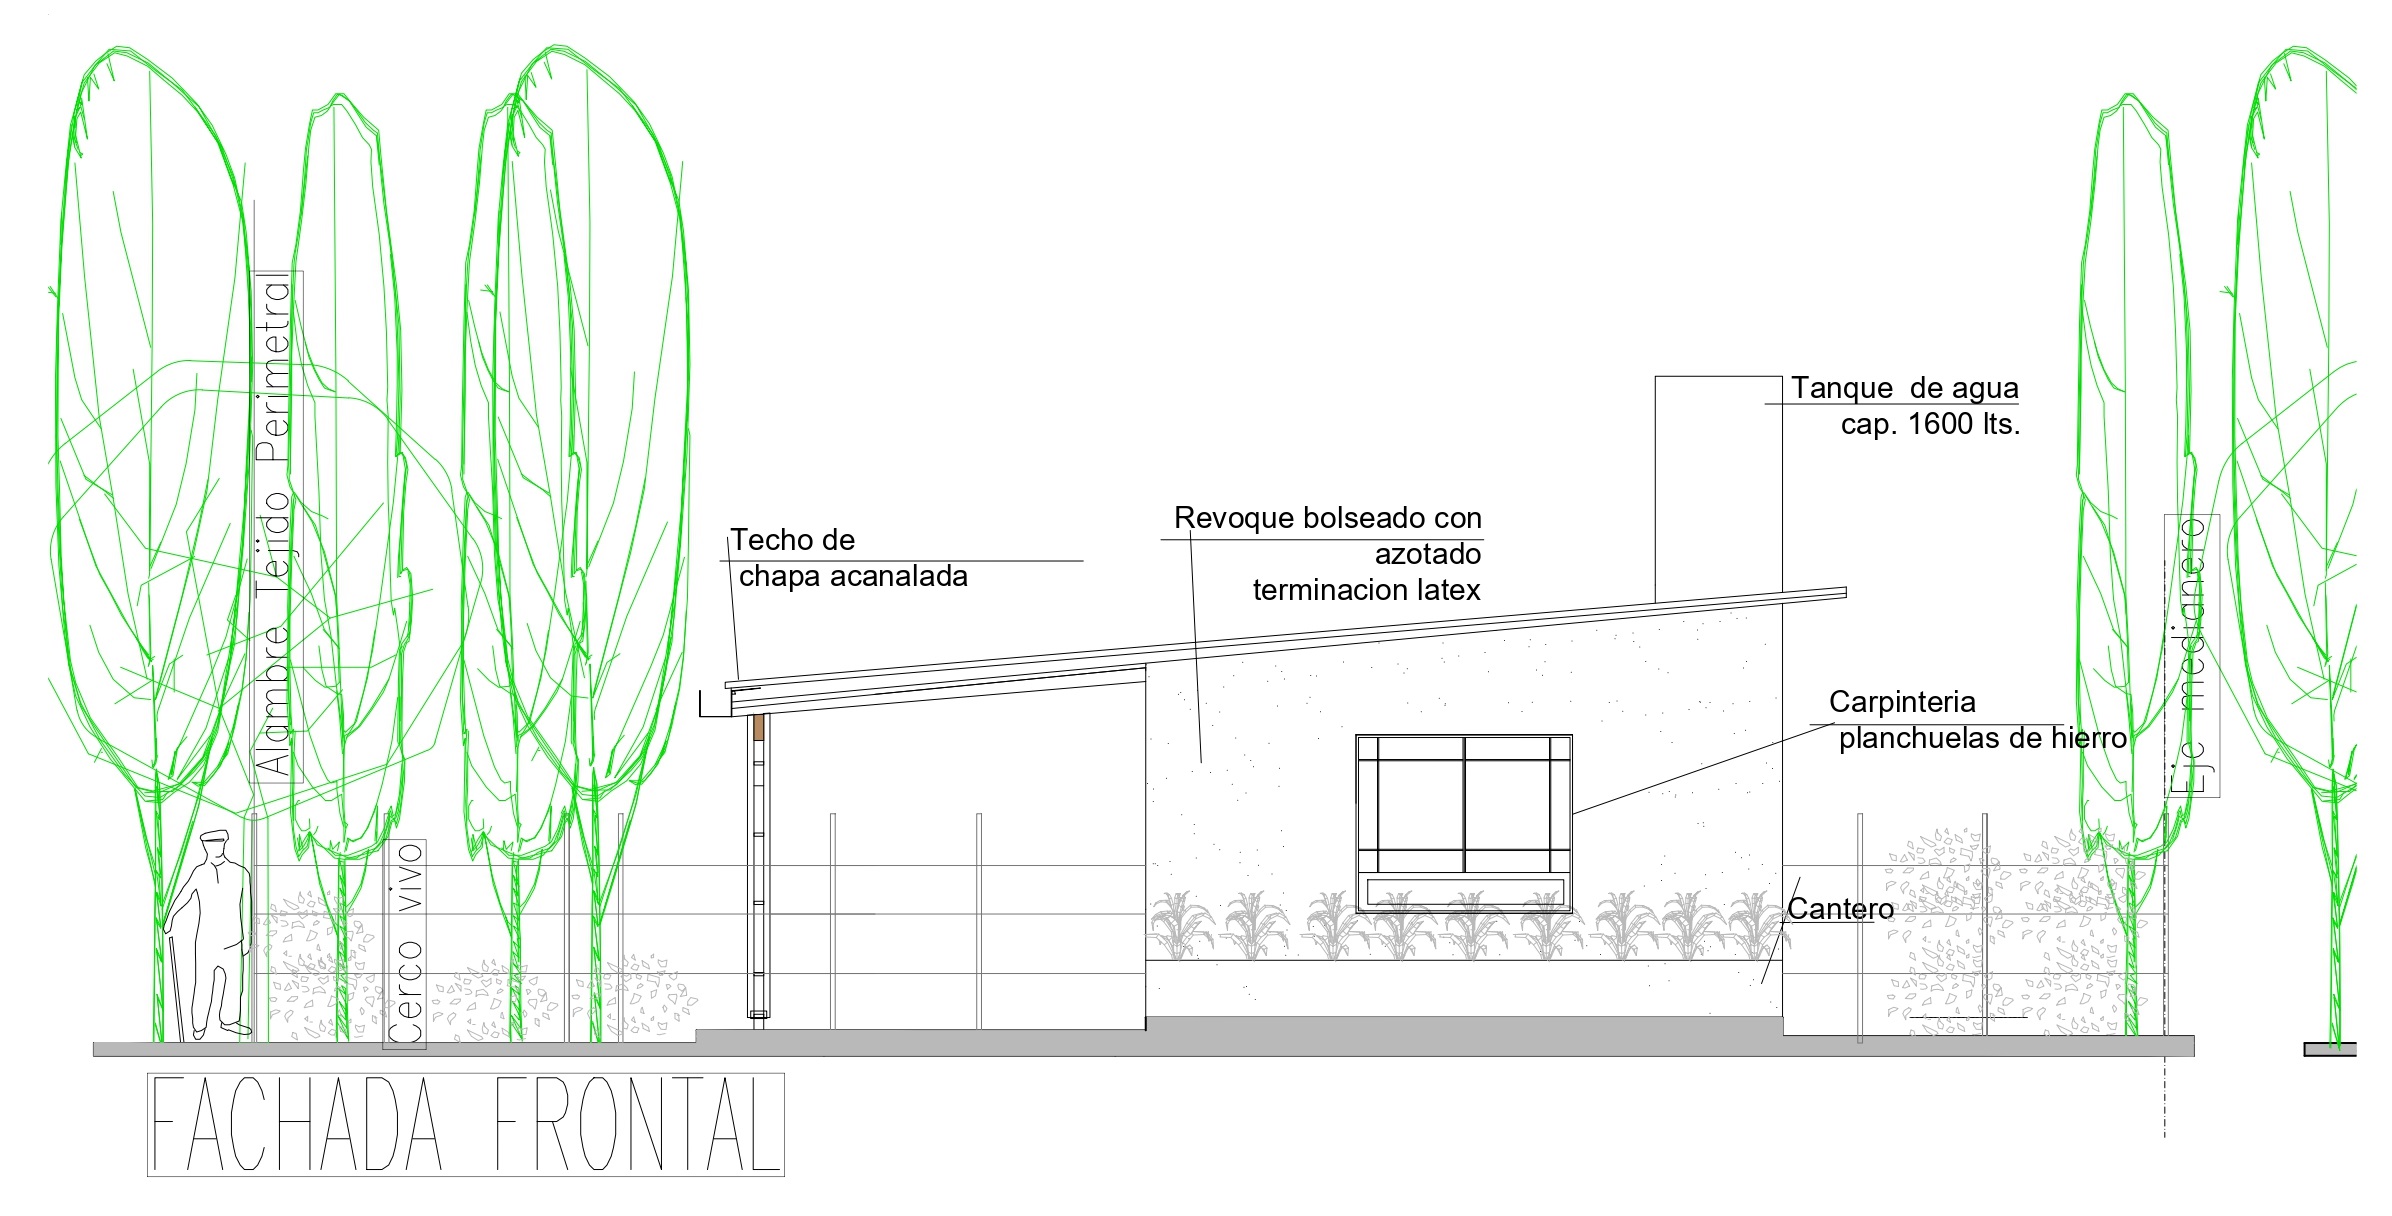 Alambre Tejido Perimetral
Cerco vivo
Techo de
chapa acanalada
Revoque bolseado con
azotado
terminacion latex
Tanque de agua
cap. 1600 lts.
Carpinteria
planchuelas de hierro
Cantero
Eje medianero
FACHADA FRONTAL